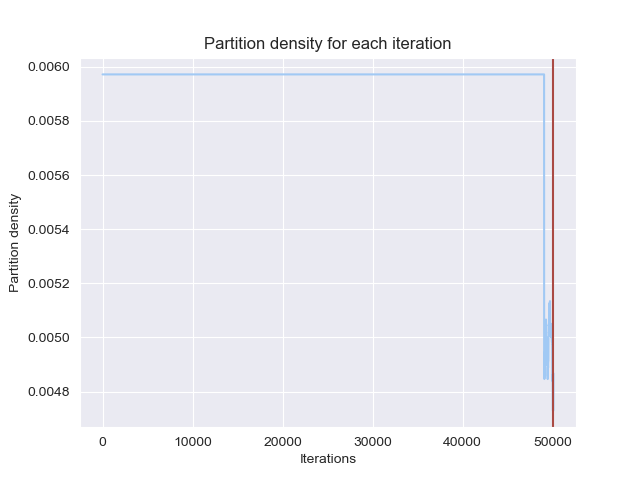 Partition density for each iteration
0.0060
0.0058
0.0056
0.0054
0.0052
0.0050
0.0048
Partition density
0 10000 20000 30000 40000 50000
Iterations